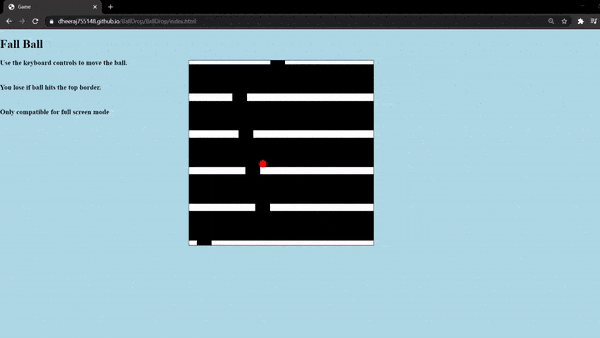 Game
dheeraj755148.github.io/BallDrop/BallDrop/index.html
Fall Ball
Use the keyboard controls to move the ball.
You lose if ball hits the top border.
Only compatible for full screen mode